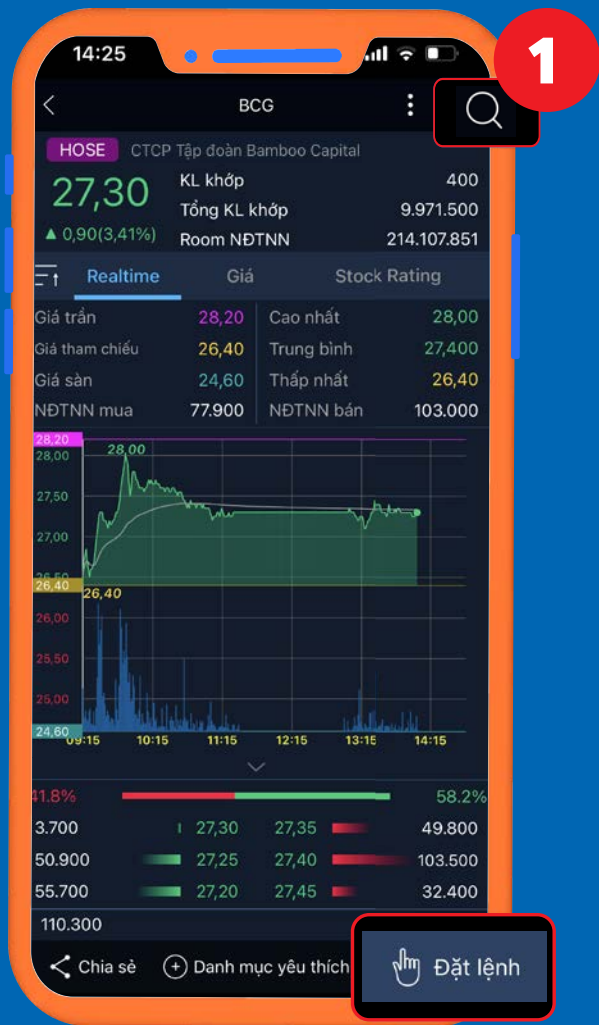 1
14:25
BCG
HOSE CTCP Tập đoàn Bamboo Capital
27,30
▲ 0,90(3,41%)
KL khớp 400
Tổng KL khớp 9.971.500
Room NĐTNN 214.107.851
Realtime Giá Stock Rating
Giá trần 28,20 Cao nhất 28,00
Giá tham chiếu 26,40 Trung bình 27,400
Giá sàn 24,60 Thấp nhất 26,40
NĐTNN mua 77.900 NĐTNN bán 103.000
28,20
28,00 28,00
27,50
27,00
26,50
26,40 26,40
26,00
25,50
25,00
24,60
09:15 10:15 11:15 12:15 13:15 14:15
41.8% 58.2%
3.700 27,30 27,35 49.800
50.900 27,25 27,40 103.500
55.700 27,20 27,45 32.400
110.300
Chia sẻ Danh mục yêu thích Đặt lệnh